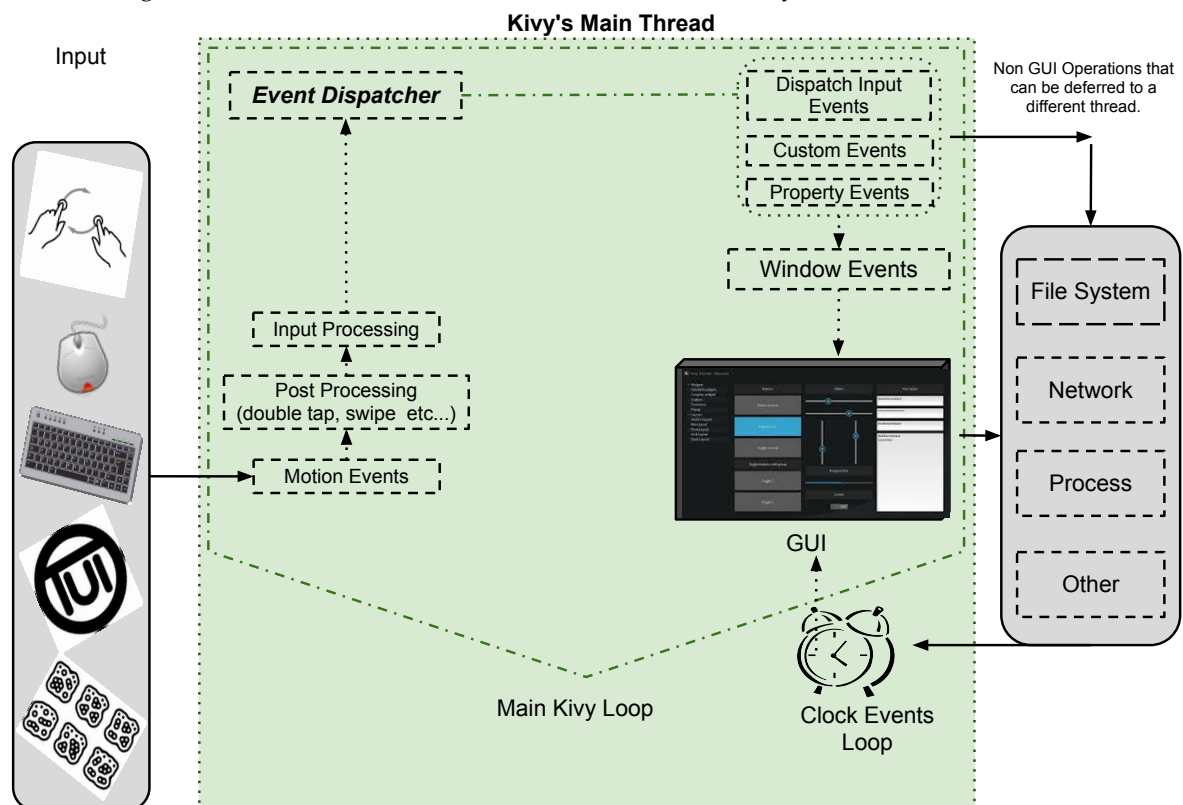 Kivy's Main Thread
Input
Event Dispatcher
Dispatch Input
Events
Custom Events
Property Events
Window Events
Non GUI Operations that
can be deferred to a
different thread.
Input Processing
Post Processing
(double tap, swipe etc...)
Motion Events
TUI
GUI
File System
Network
Process
Other
Main Kivy Loop
Clock Events
Loop